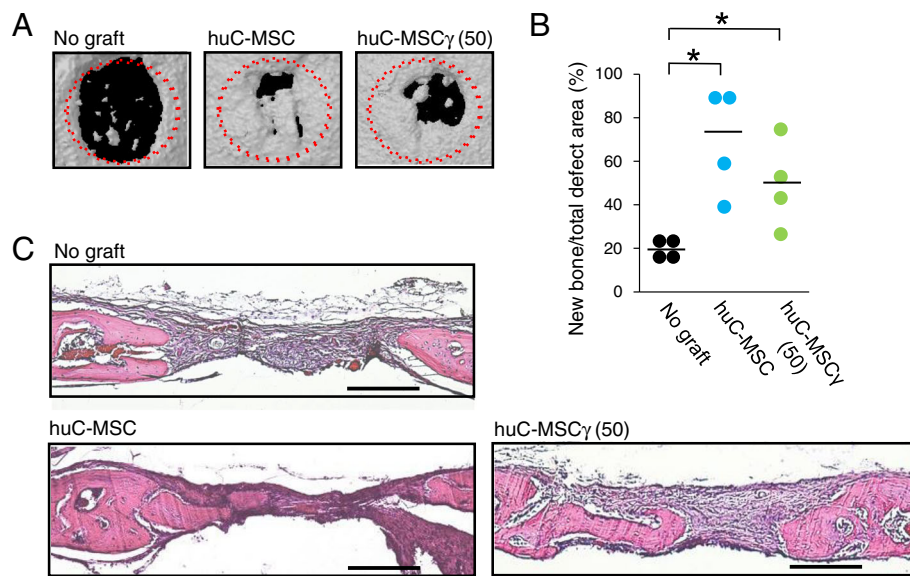 A
No graft
huC-MSC
huC-MSCγ (50)
B
*
*
New bone/total defect area (%)
100
80
60
40
20
0
No graft
huC-MSC
huC-MSCγ
(50)
C
No graft
huC-MSC
huC-MSCγ (50)